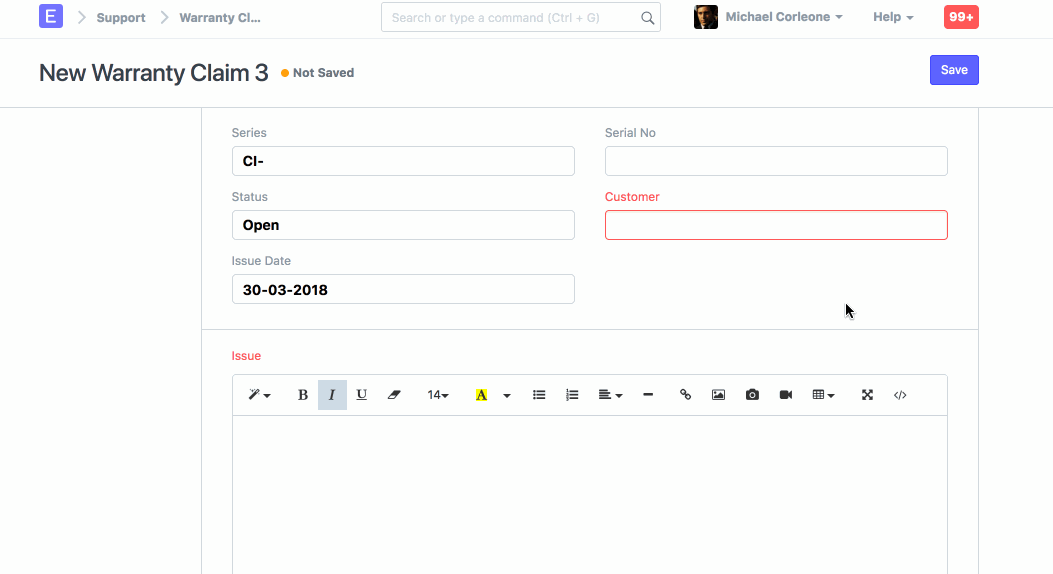 E Support Warranty Cl... Search or type a command (Ctrl + G) Michael Corleone Help 99+
New Warranty Claim 3 Not Saved Save
Series Serial No
CI-
Status Customer
Open
Issue Date
30-03-2018
Issue
B I U 14 A